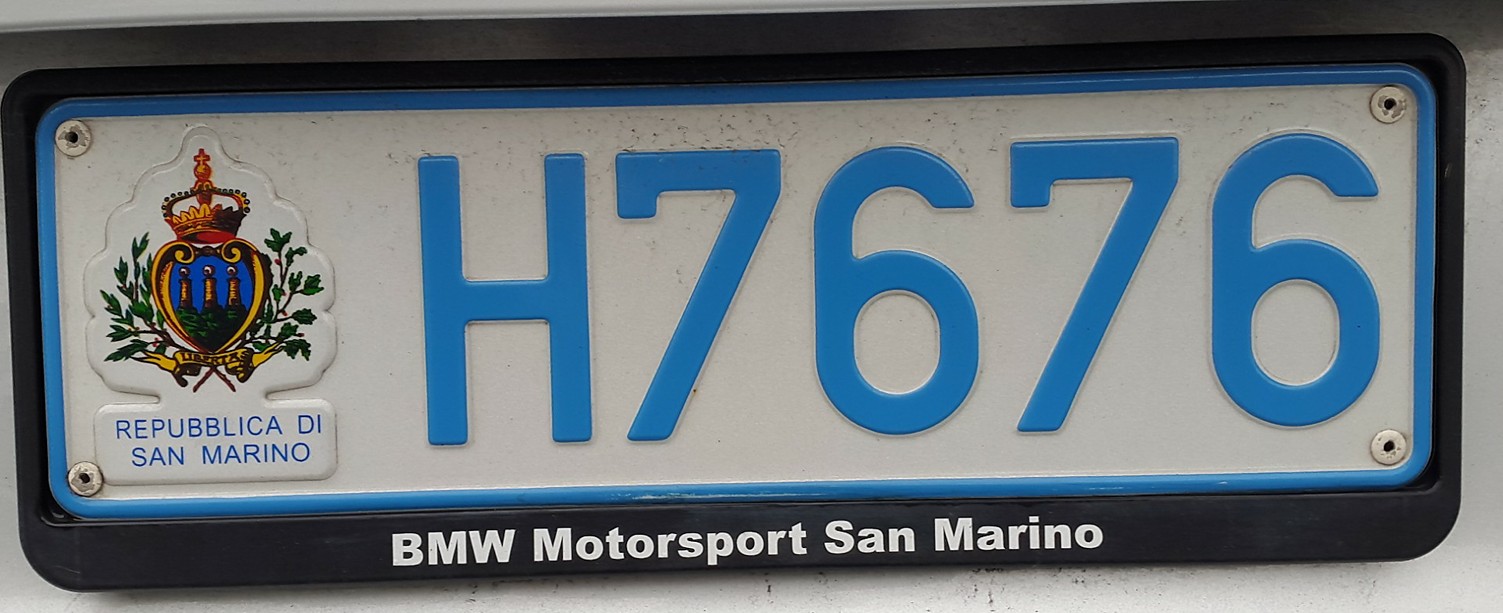 LIBERTAS
REPUBBLICA DI
SAN MARINO
H7676
BMW Motorsport San Marino